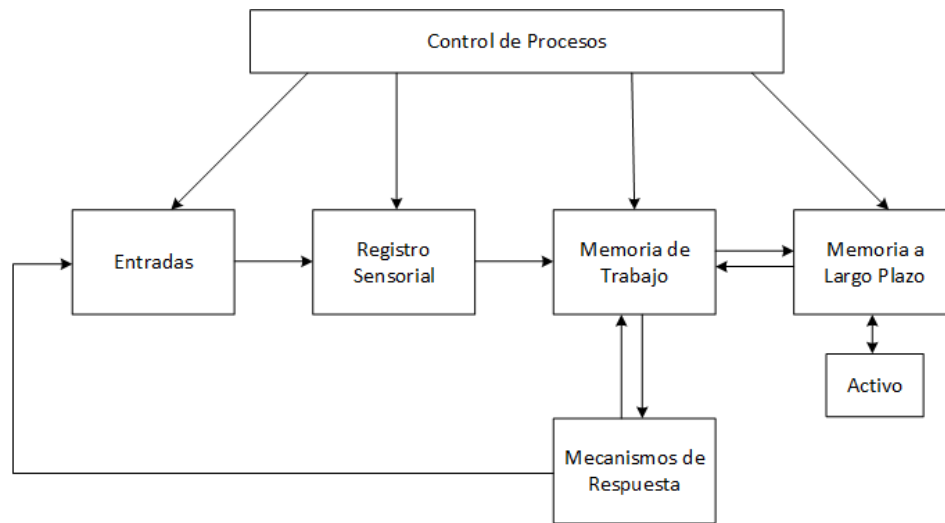 Control de Procesos
Entradas
Registro
Sensorial
Memoria de
Trabajo
Memoria a
Largo Plazo
Activo
Mecanismos de
Respuesta